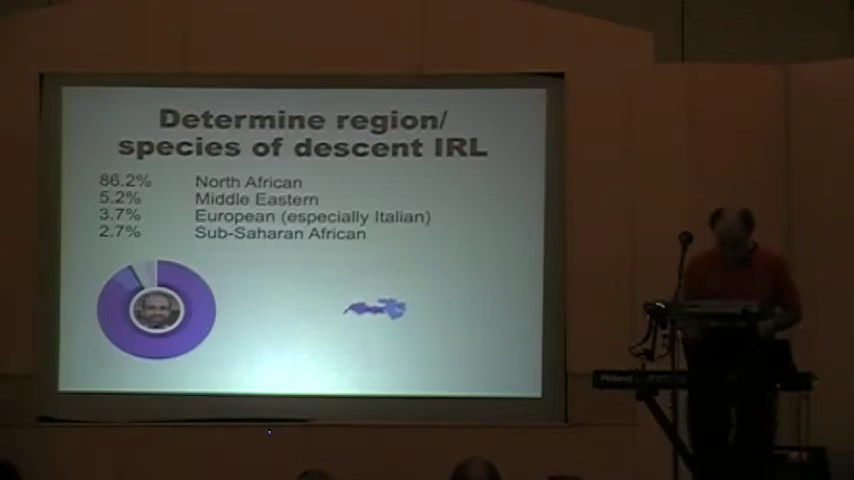 Determine region/
species of descent IRL
86.2% North African
5.2% Middle Eastern
3.7% European (especially Italian)
2.7% Sub-Saharan African
Roland